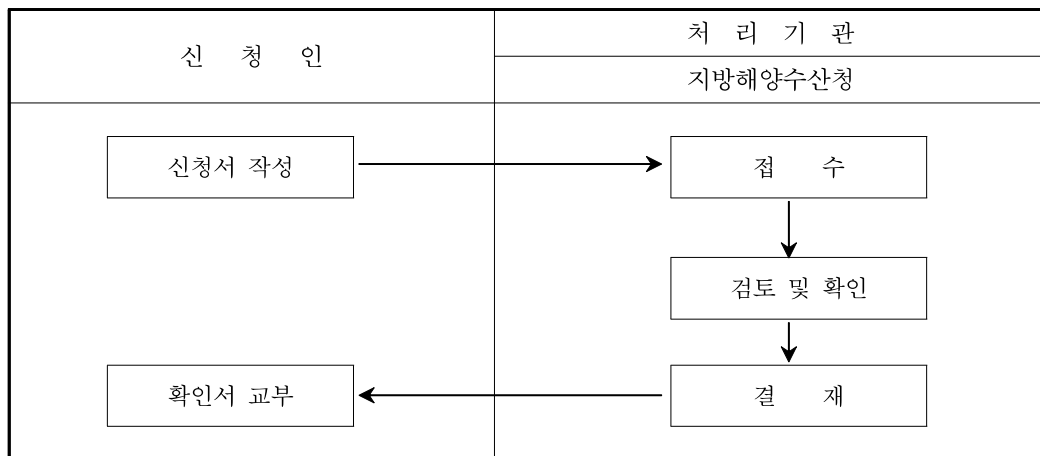 신 청 인
처 리 기 관
지방해양수산청
신청서 작성
접 수
검토 및 확인
확인서 교부
결 재